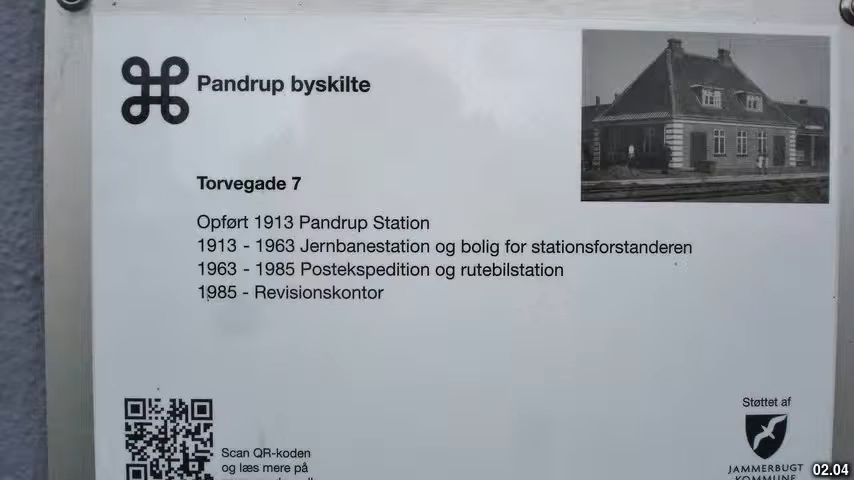 Pandrup byskilte
Torvegade 7
Opført 1913 Pandrup Station
1913 - 1963 Jernbanestation og bolig for stationsforstanderen
1963 - 1985 Postekspedition og rutebilstation
1985 - Revisionskontor
Scan QR-koden
og læs mere på
Støttet af
JAMMERBUGT
KOMMUNE
02.04